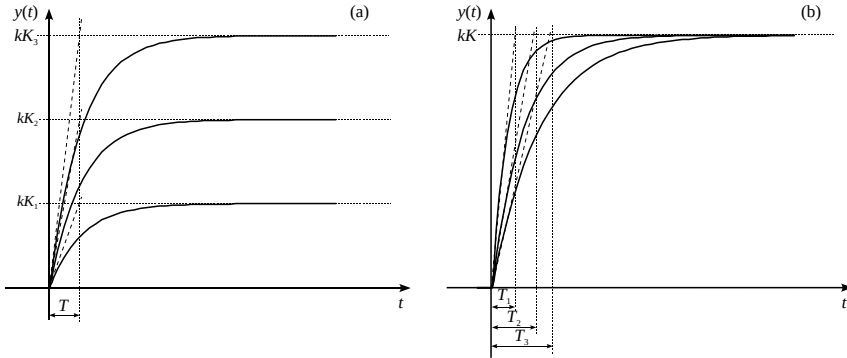 y(t)
(a)
kK₃
kK₂
kK₁
T
t
y(t)
(b)
kK
T₁
T₂
T₃
t